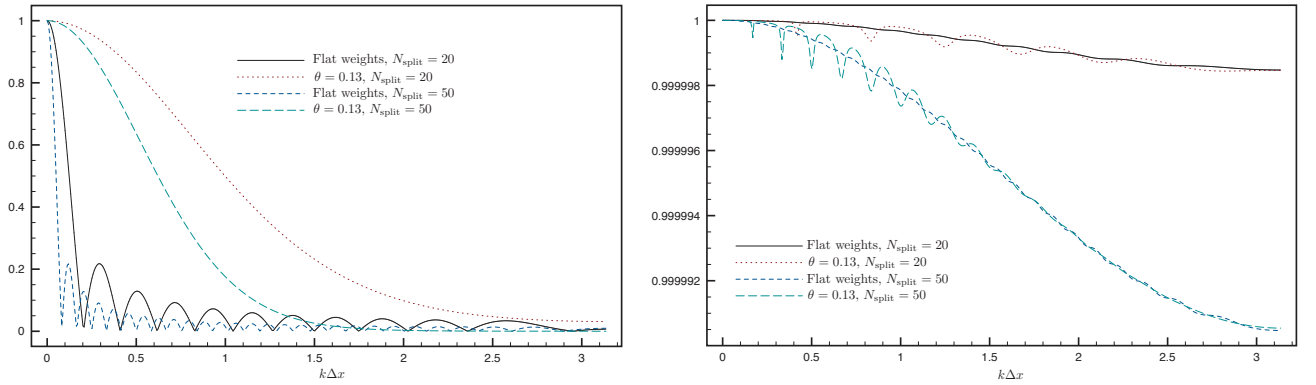 1
0.8
0.6
0.4
0.2
0
0
0.5
1
1.5
2
2.5
3
kΔx
Flat weights, N_split = 20
θ = 0.13, N_split = 20
Flat weights, N_split = 50
θ = 0.13, N_split = 50
1
0.999998
0.999996
0.999994
0.999992
0
0.5
1
1.5
2
2.5
3
kΔx
Flat weights, N_split = 20
θ = 0.13, N_split = 20
Flat weights, N_split = 50
θ = 0.13, N_split = 50